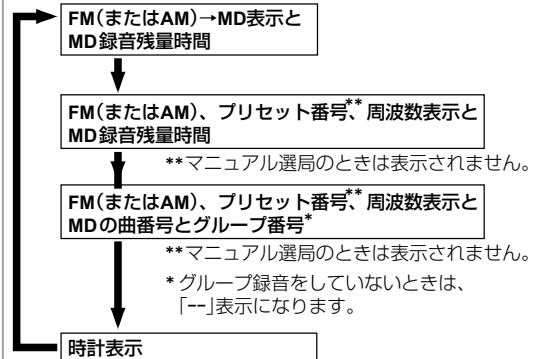 FM(またはAM)→MD表示と
MD録音残量時間
FM(またはAM)、プリセット番号**、周波数表示と
MD録音残量時間
**マニュアル選局のときは表示されません。
FM(またはAM)、プリセット番号**、周波数表示と
MDの曲番号とグループ番号*
**マニュアル選局のときは表示されません。
*グループ録音をしていないときは、
「--」表示になります。
時計表示